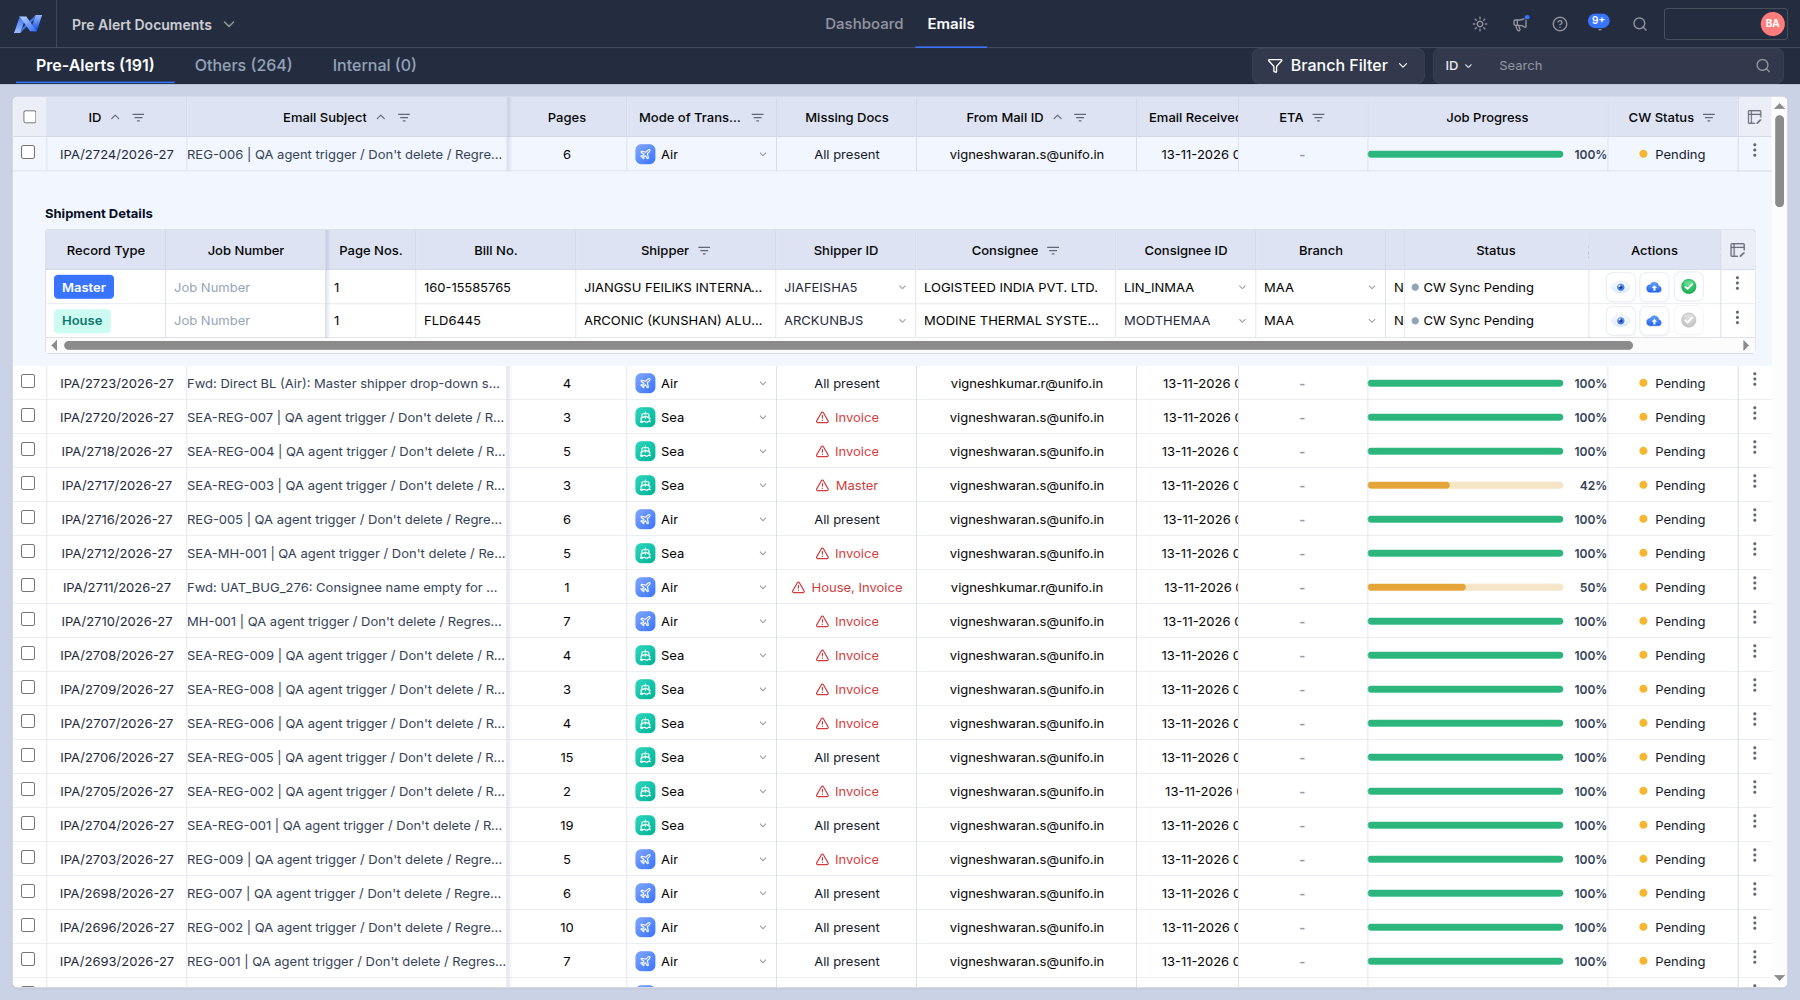 Pre Alert Documents Dashboard Emails 9+ BA
Pre-Alerts (191) Others (264) Internal (0) Branch Filter ID Search
ID Email Subject Pages Mode of Trans... Missing Docs From Mail ID Email Received ETA Job Progress CW Status
IPA/2724/2026-27 REG-006 | QA agent trigger / Don't delete / Regre... 6 Air All present vigneshwaran.s@unifo.in 13-11-2026 - 100% Pending
Shipment Details
Record Type Job Number Page Nos. Bill No. Shipper Shipper ID Consignee Consignee ID Branch Status Actions
Master Job Number 1 160-15585765 JIANGSU FEILIKS INTERNA... JIAFEISHA5 LOGISTEED INDIA PVT. LTD. LIN_INMAA MAA N CW Sync Pending
House Job Number 1 FLD6445 ARCONIC (KUNSHAN) ALU... ARCKUNBJS MODINE THERMAL SYSTE... MODTHEMAA MAA N CW Sync Pending
IPA/2723/2026-27 Fwd: Direct BL (Air): Master shipper drop-down s... 4 Air All present vigneshkumar.r@unifo.in 13-11-2026 - 100% Pending
IPA/2720/2026-27 SEA-REG-007 | QA agent trigger / Don't delete / R... 3 Sea Invoice vigneshwaran.s@unifo.in 13-11-2026 - 100% Pending
IPA/2718/2026-27 SEA-REG-004 | QA agent trigger / Don't delete / R... 5 Sea Invoice vigneshwaran.s@unifo.in 13-11-2026 - 100% Pending
IPA/2717/2026-27 SEA-REG-003 | QA agent trigger / Don't delete / R... 3 Sea Master vigneshwaran.s@unifo.in 13-11-2026 - 42% Pending
IPA/2716/2026-27 REG-005 | QA agent trigger / Don't delete / Regre... 6 Air All present vigneshwaran.s@unifo.in 13-11-2026 - 100% Pending
IPA/2712/2026-27 SEA-MH-001 | QA agent trigger / Don't delete / Re... 5 Sea Invoice vigneshwaran.s@unifo.in 13-11-2026 - 100% Pending
IPA/2711/2026-27 Fwd: UAT_BUG_276: Consignee name empty for ... 1 Air House, Invoice vigneshkumar.r@unifo.in 13-11-2026 - 50% Pending
IPA/2710/2026-27 MH-001 | QA agent trigger / Don't delete / Regres... 7 Air Invoice vigneshwaran.s@unifo.in 13-11-2026 - 100% Pending
IPA/2708/2026-27 SEA-REG-009 | QA agent trigger / Don't delete / R... 4 Sea Invoice vigneshwaran.s@unifo.in 13-11-2026 - 100% Pending
IPA/2709/2026-27 SEA-REG-008 | QA agent trigger / Don't delete / R... 3 Sea Invoice vigneshwaran.s@unifo.in 13-11-2026 - 100% Pending
IPA/2707/2026-27 SEA-REG-006 | QA agent trigger / Don't delete / R... 4 Sea Invoice vigneshwaran.s@unifo.in 13-11-2026 - 100% Pending
IPA/2706/2026-27 SEA-REG-005 | QA agent trigger / Don't delete / R... 15 Sea All present vigneshwaran.s@unifo.in 13-11-2026 - 100% Pending
IPA/2705/2026-27 SEA-REG-002 | QA agent trigger / Don't delete / R... 2 Sea Invoice vigneshwaran.s@unifo.in 13-11-2026 - 100% Pending
IPA/2704/2026-27 SEA-REG-001 | QA agent trigger / Don't delete / R... 19 Sea All present vigneshwaran.s@unifo.in 13-11-2026 - 100% Pending
IPA/2703/2026-27 REG-009 | QA agent trigger / Don't delete / Regre... 5 Air Invoice vigneshwaran.s@unifo.in 13-11-2026 - 100% Pending
IPA/2698/2026-27 REG-007 | QA agent trigger / Don't delete / Regre... 6 Air All present vigneshwaran.s@unifo.in 13-11-2026 - 100% Pending
IPA/2696/2026-27 REG-002 | QA agent trigger / Don't delete / Regre... 10 Air All present vigneshwaran.s@unifo.in 13-11-2026 - 100% Pending
IPA/2693/2026-27 REG-001 | QA agent trigger / Don't delete / Regres... 7 Air All present vigneshwaran.s@unifo.in 13-11-2026 - 100% Pending